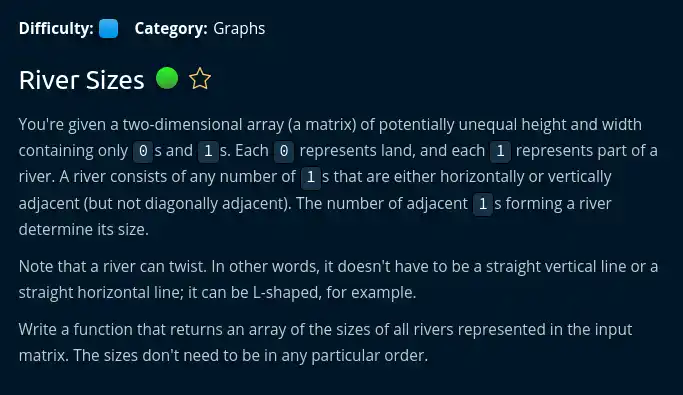 Difficulty: Category: Graphs
River Sizes
You're given a two-dimensional array (a matrix) of potentially unequal height and width
containing only 0 s and 1 s. Each 0 represents land, and each 1 represents part of a
river. A river consists of any number of 1 s that are either horizontally or vertically
adjacent (but not diagonally adjacent). The number of adjacent 1 s forming a river
determine its size.
Note that a river can twist. In other words, it doesn't have to be a straight vertical line or a
straight horizontal line; it can be L-shaped, for example.
Write a function that returns an array of the sizes of all rivers represented in the input
matrix. The sizes don't need to be in any particular order.